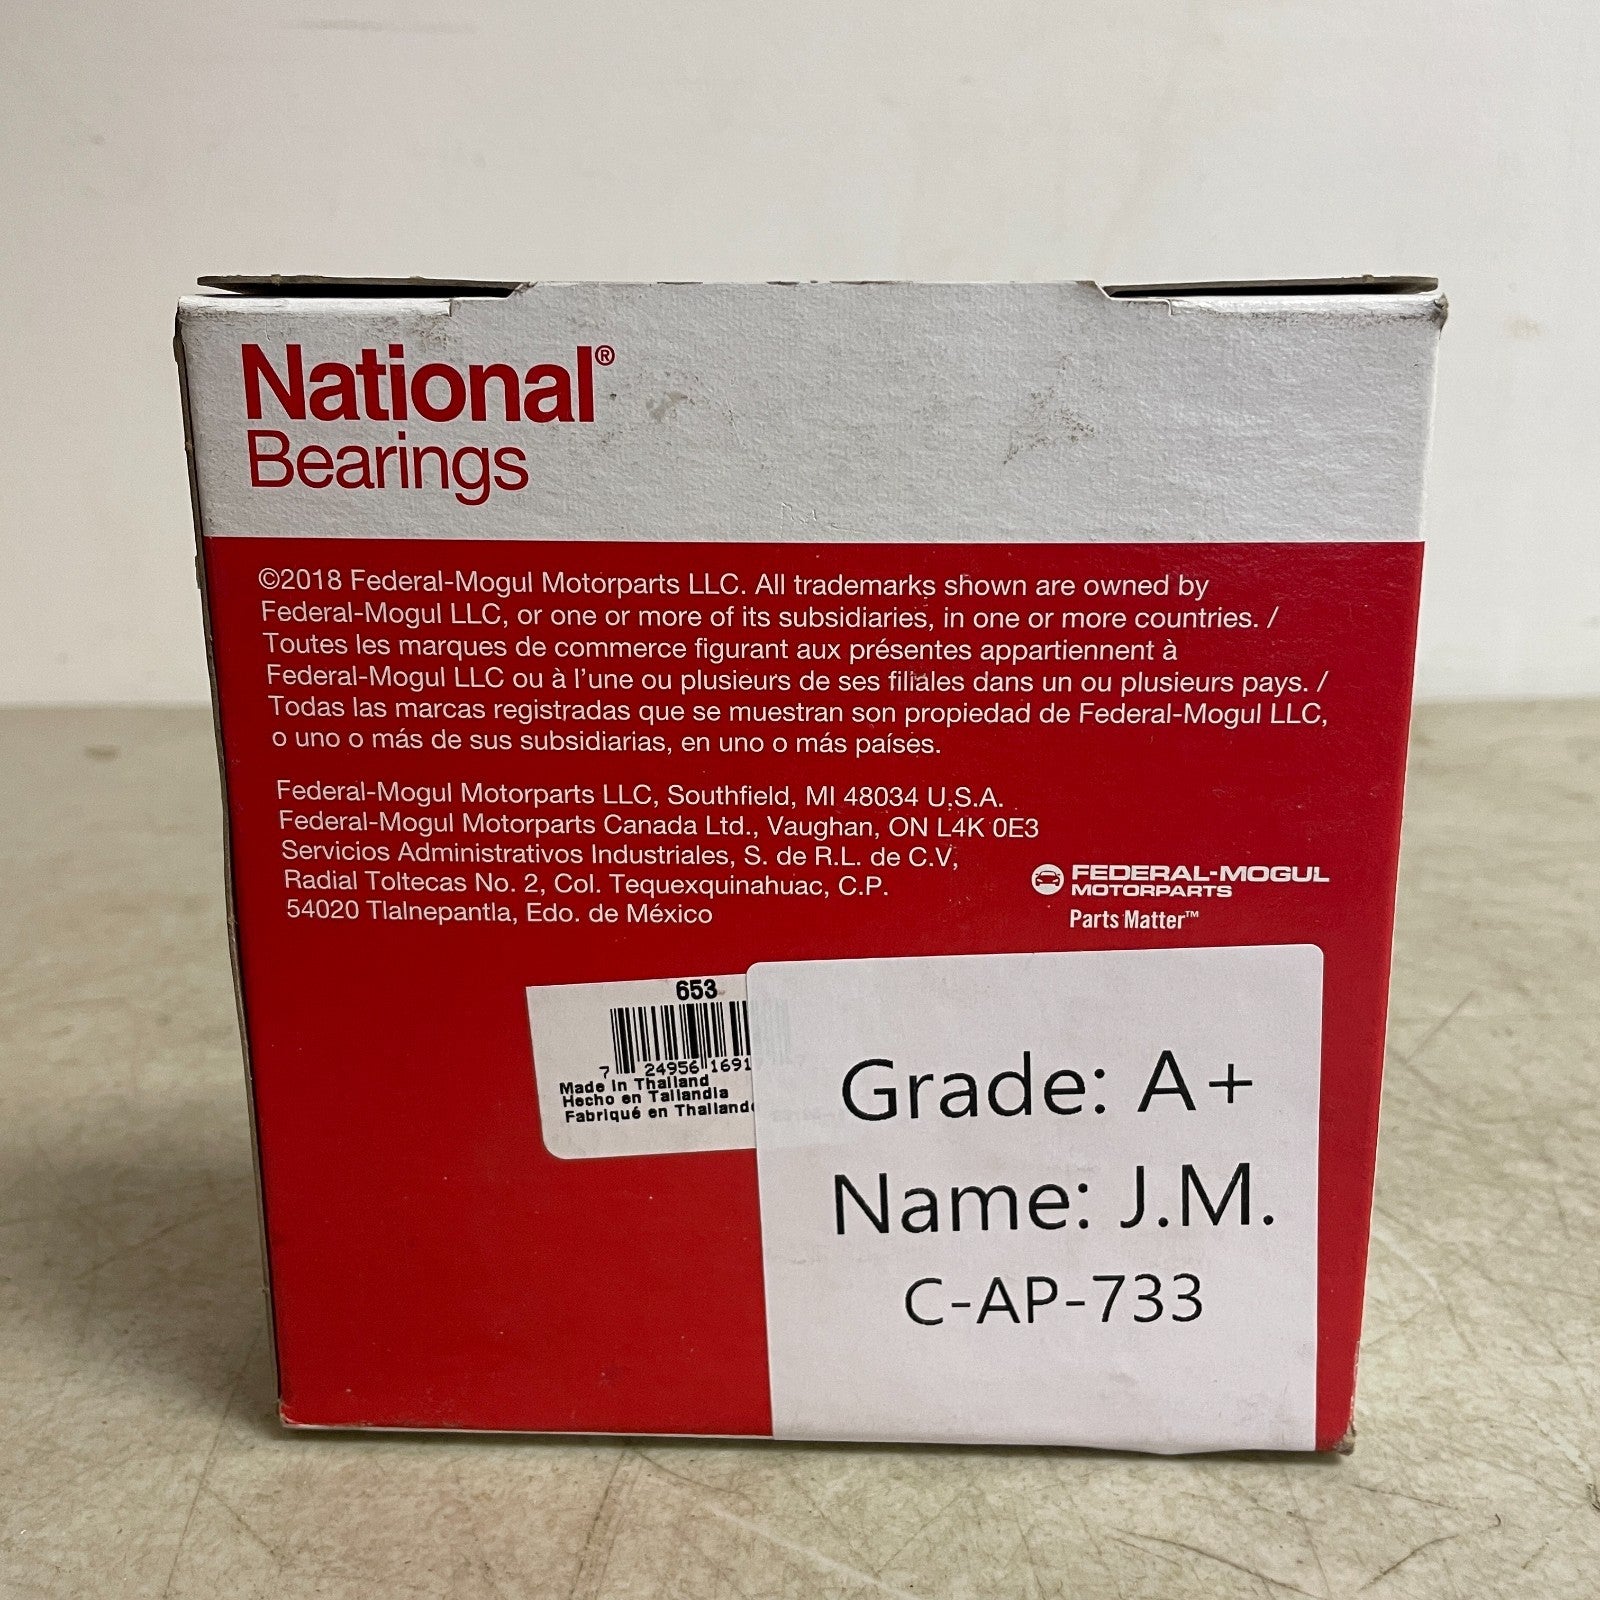 National®
Bearings
©2018 Federal-Mogul Motorparts LLC. All trademarks shown are owned by
Federal-Mogul LLC, or one or more of its subsidiaries, in one or more countries. /
Toutes les marques de commerce figurant aux présentes appartiennent à
Federal-Mogul LLC ou à l'une ou plusieurs de ses filiales dans un ou plusieurs pays. /
Todas las marcas registradas que se muestran son propiedad de Federal-Mogul LLC,
o uno o más de sus subsidiarias, en uno o más países.
Federal-Mogul Motorparts LLC, Southfield, MI 48034 U.S.A.
Federal-Mogul Motorparts Canada Ltd., Vaughan, ON L4K 0E3
Servicios Administrativos Industriales, S. de R.L. de C.V,
Radial Toltecas No. 2, Col. Tequexquinahuac, C.P.
54020 Tlalnepantla, Edo. de México
FEDERAL-MOGUL
MOTORPARTS
Parts Matter™
653
7 24956 1691
Made in Thailand
Hecho en Tailandia
Fabriqué en Thailande
Grade: A+
Name: J.M.
C-AP-733